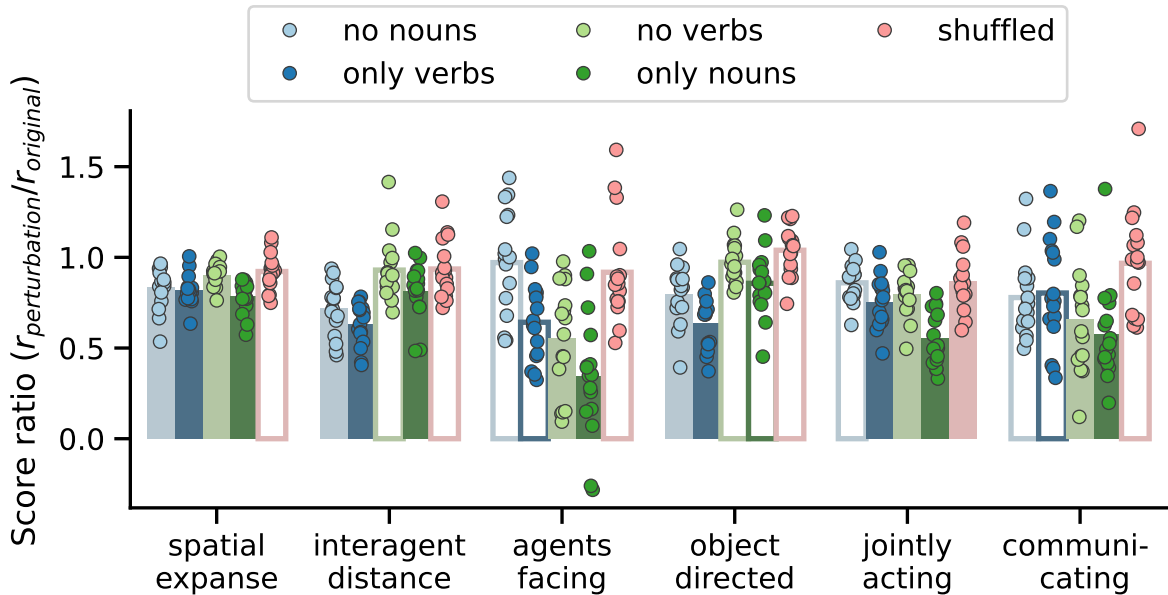 no nouns
only verbs
no verbs
only nouns
shuffled
Score ratio (r_perturbation/r_original)
1.5
1.0
0.5
0.0
spatial
expanse
interagent
distance
agents
facing
object
directed
jointly
acting
communi-
cating